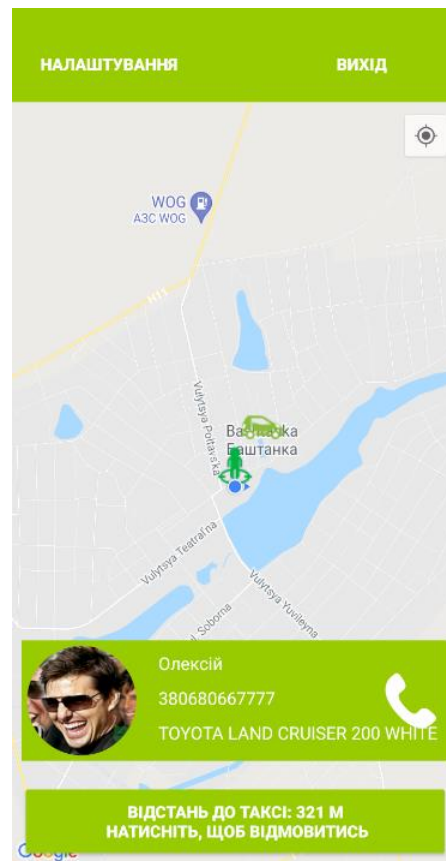 НАЛАШТУВАННЯ ВИХІД
WOG
АЗС WOG
H11
Vulytsya Poltavs'ka
Баштанка
Vulytsya Teatral'na
Vulytsya Yuvileyna
ul. Soborna
Олексій
380680667777
TOYOTA LAND CRUISER 200 WHITE
ВІДСТАНЬ ДО ТАКСІ: 321 М
НАТИСНІТЬ, ЩОБ ВІДМОВИТИСЬ
Google